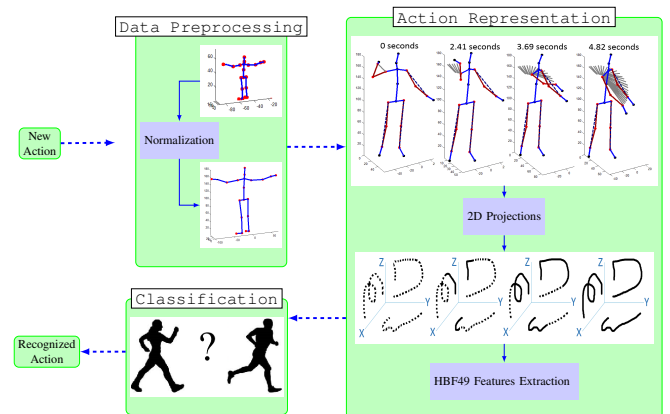 Data Preprocessing
Action Representation
0 seconds
2.41 seconds
3.69 seconds
4.82 seconds
New
Action
Normalization
2D Projections
Z
Y
X
Z
Y
X
Z
Y
X
Z
Y
X
HBF49 Features Extraction
Classification
?
Recognized
Action